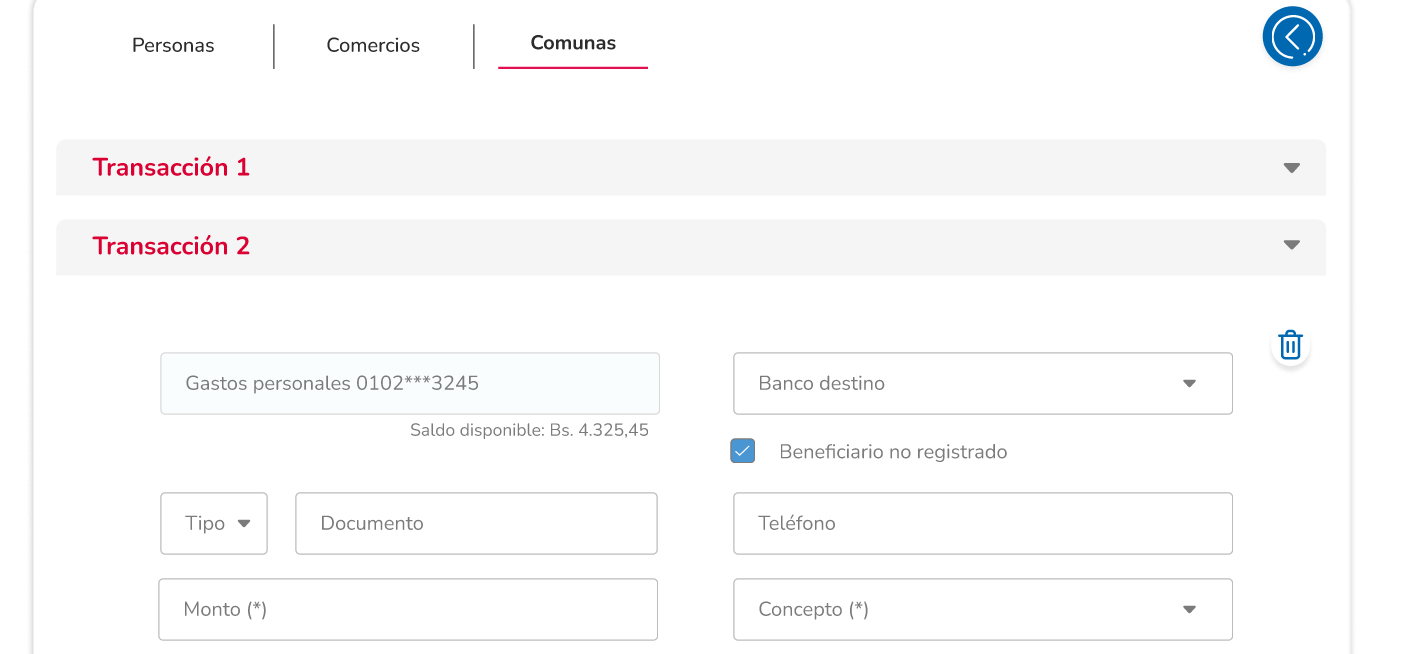 Personas
Comercios
Comunas
Transacción 1
Transacción 2
Gastos personales 0102***3245
Banco destino
Saldo disponible: Bs. 4.325,45
Beneficiario no registrado
Tipo
Documento
Teléfono
Monto (*)
Concepto (*)